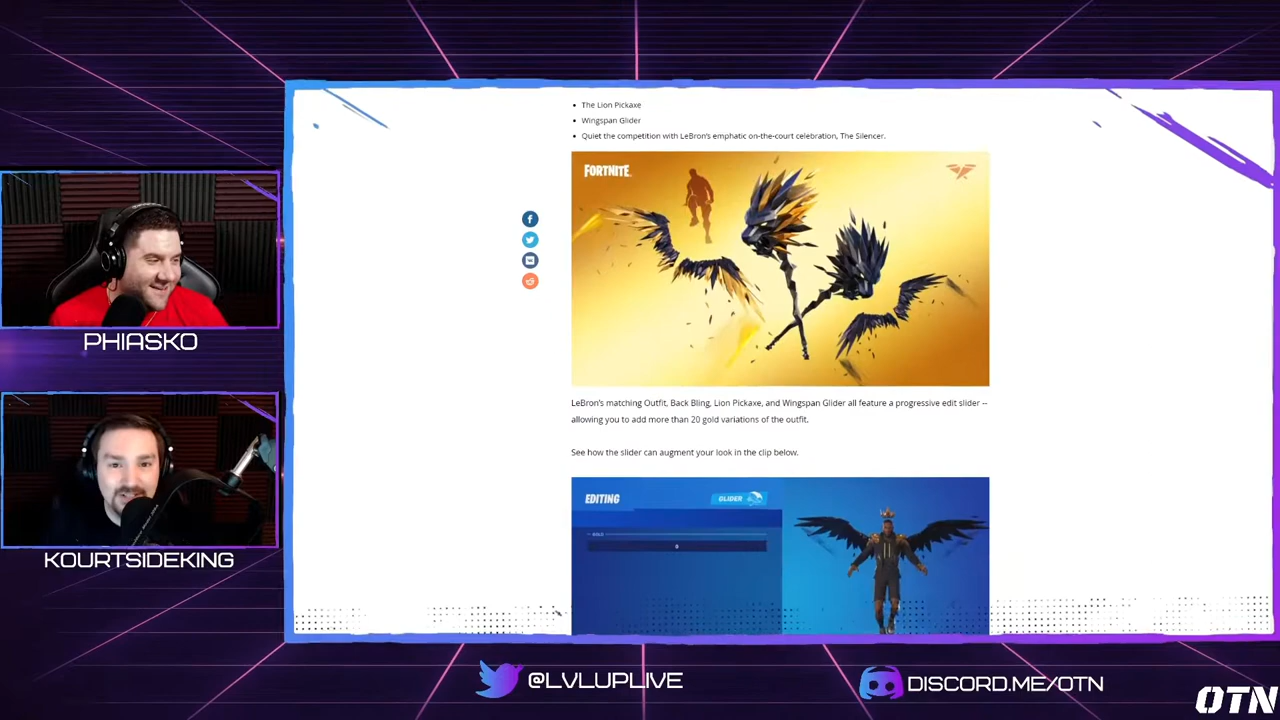 The Lion Pickaxe
Wingspan Glider
Quiet the competition with LeBron's emphatic on-the-court celebration, The Silencer.
FORTNITE
LeBron's matching Outfit, Back Bling, Lion Pickaxe, and Wingspan Glider all feature a progressive edit slider --
allowing you to add more than 20 gold variations of the outfit.
See how the slider can augment your look in the clip below.
EDITING
GLIDER
GOLD
0
PHIASKO
KOURTSIDEKING
@LVLUPLIVE
DISCORD.ME/OTN
OTN